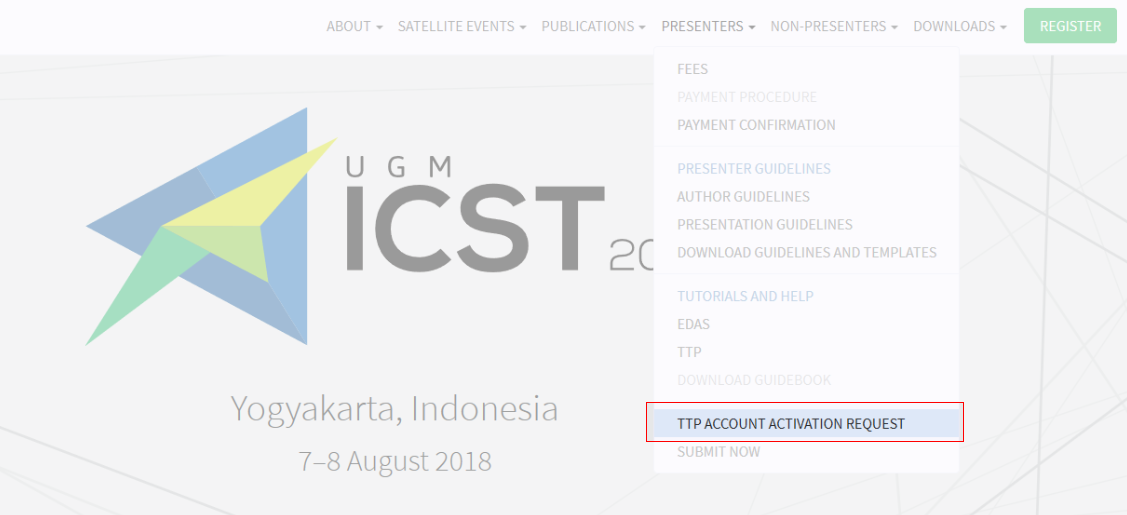 ABOUT SATELLITE EVENTS PUBLICATIONS PRESENTERS NON-PRESENTERS DOWNLOADS REGISTER
FEES
PAYMENT PROCEDURE
PAYMENT CONFIRMATION
PRESENTER GUIDELINES
AUTHOR GUIDELINES
PRESENTATION GUIDELINES
DOWNLOAD GUIDELINES AND TEMPLATES
TUTORIALS AND HELP
EDAS
TTP
DOWNLOAD GUIDEBOOK
TTP ACCOUNT ACTIVATION REQUEST
SUBMIT NOW
UGM
ICST 20
Yogyakarta, Indonesia
7–8 August 2018